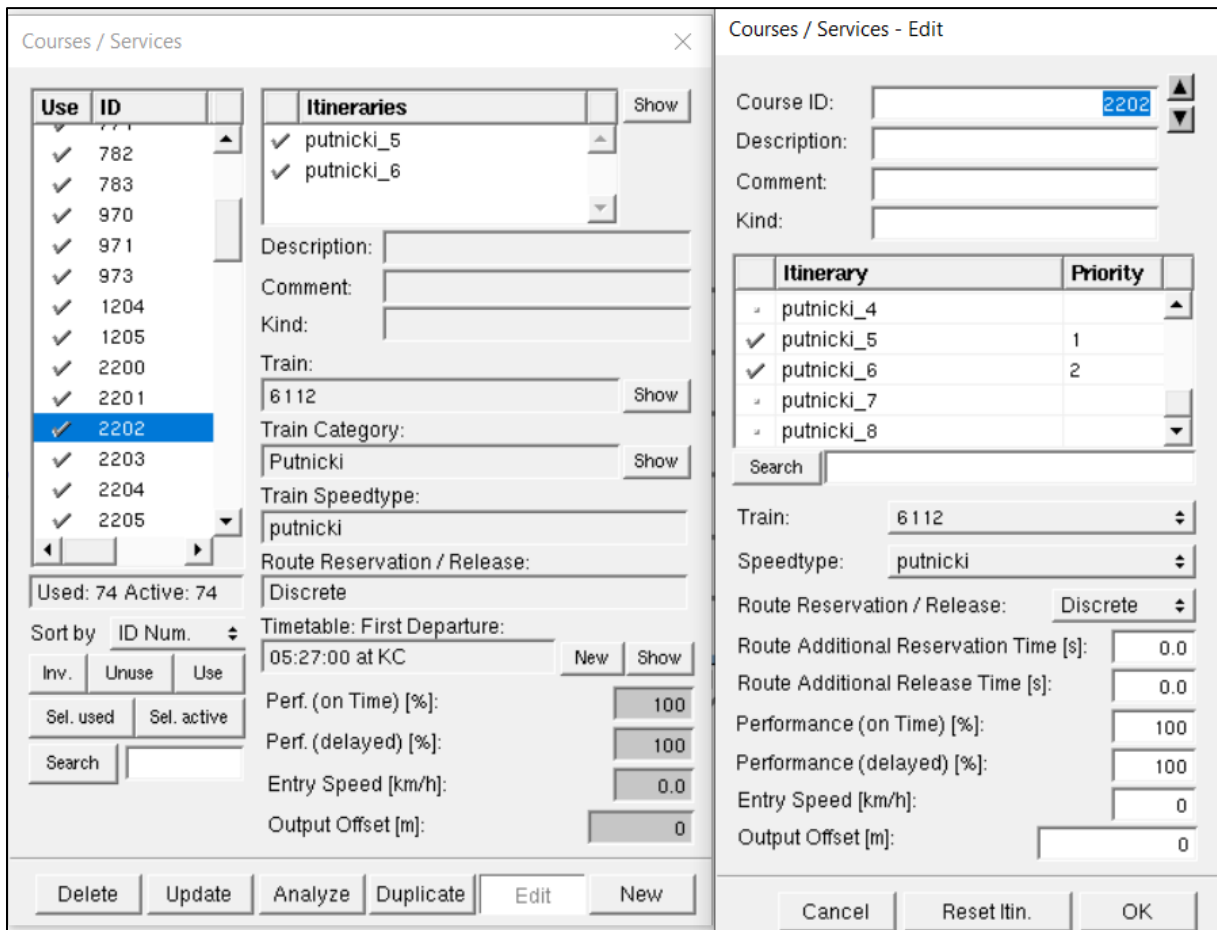 Courses / Services
Use ID
782
783
970
971
973
1204
1205
2200
2201
2202
2203
2204
2205
Used: 74 Active: 74
Sort by ID Num.
Inv. Unuse Use
Sel. used Sel. active
Search
Itineraries Show
putnicki_5
putnicki_6
Description:
Comment:
Kind:
Train:
6112 Show
Train Category:
Putnicki Show
Train Speedtype:
putnicki
Route Reservation / Release:
Discrete
Timetable: First Departure:
05:27:00 at KC New Show
Perf. (on Time) [%]: 100
Perf. (delayed) [%]: 100
Entry Speed [km/h]: 0.0
Output Offset [m]: 0
Delete Update Analyze Duplicate Edit New
Courses / Services - Edit
Course ID: 2202
Description:
Comment:
Kind:
Itinerary Priority
putnicki_4
putnicki_5 1
putnicki_6 2
putnicki_7
putnicki_8
Search
Train: 6112
Speedtype: putnicki
Route Reservation / Release: Discrete
Route Additional Reservation Time [s]: 0.0
Route Additional Release Time [s]: 0.0
Performance (on Time) [%]: 100
Performance (delayed) [%]: 100
Entry Speed [km/h]: 0
Output Offset [m]: 0
Cancel Reset Itin. OK